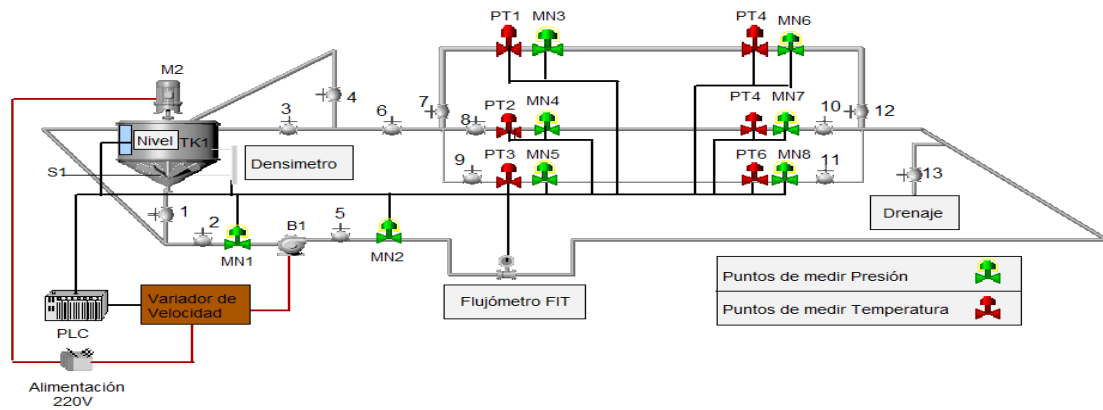 PT1
MN3
PT4
MN6
M2
3
4
6
7
8
PT2
MN4
PT4
MN7
10
12
Nivel
TK1
S1
Densimetro
9
PT3
MN5
PT6
MN8
11
13
1
2
B1
5
MN1
MN2
Drenaje
Flujómetro FIT
Puntos de medir Presión
Puntos de medir Temperatura
PLC
Variador de
Velocidad
Alimentación
220V